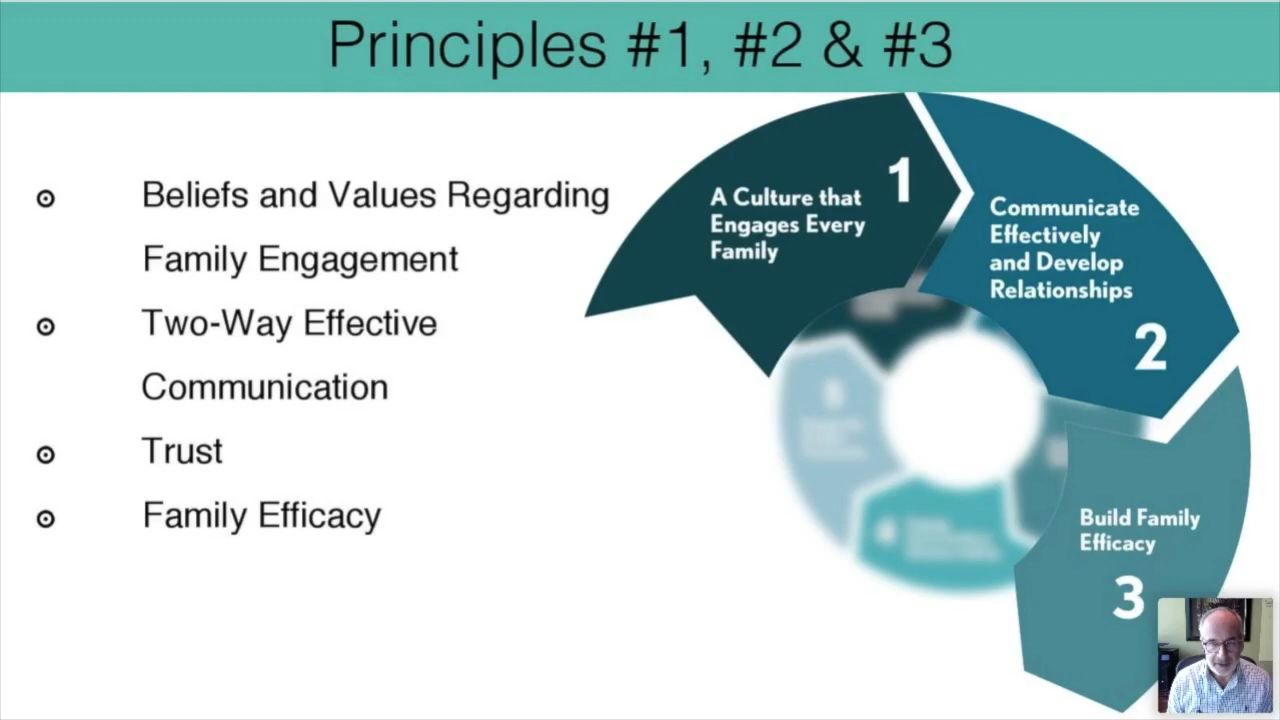 Principles #1, #2 & #3
Beliefs and Values Regarding
Family Engagement
Two-Way Effective
Communication
Trust
Family Efficacy
1
A Culture that
Engages Every
Family
Communicate
Effectively
and Develop
Relationships
2
Build Family
Efficacy
3